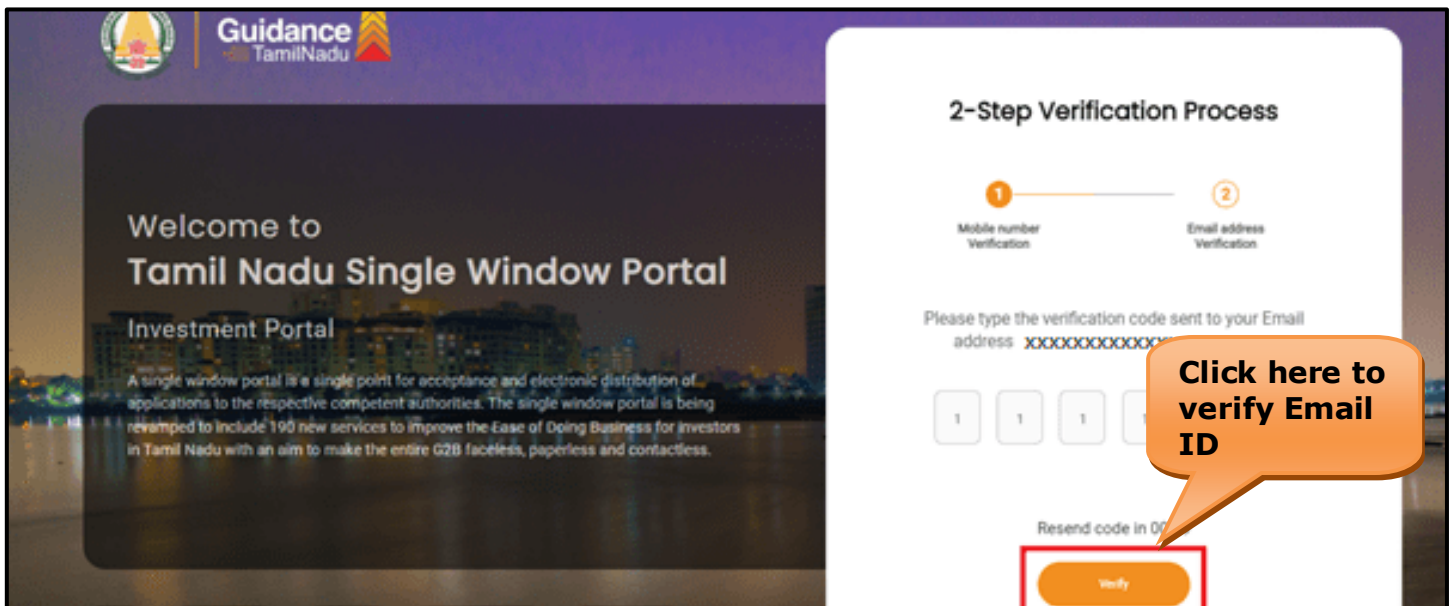 Guidance
TamilNadu
Welcome to
Tamil Nadu Single Window Portal
Investment Portal
A single window portal is a single point for acceptance and electronic distribution of
applications to the respective competent authorities. The single window portal is being
revamped to include 190 new services to improve the Ease of Doing Business for investors
in Tamil Nadu with an aim to make the entire G2B faceless, paperless and contactless.
2-Step Verification Process
1 2
Mobile number
Verification
Email address
Verification
Please type the verification code sent to your Email
address XXXXXXXXXXXXX
1 1 1 1
Click here to
verify Email
ID
Resend code in 00
Verify